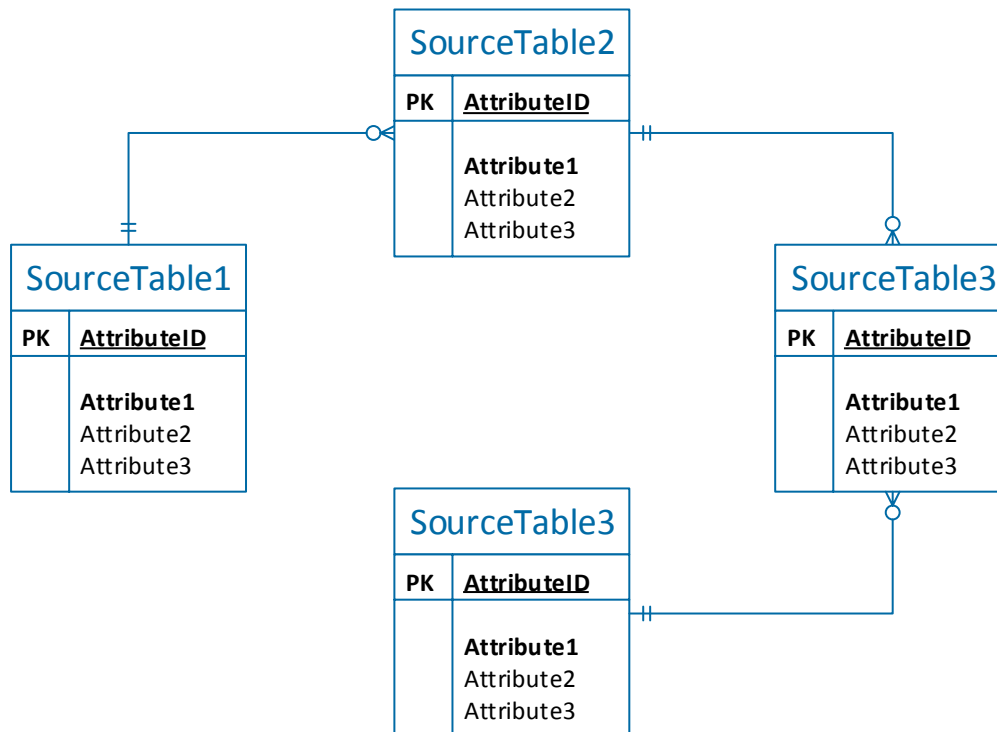 SourceTable2
PK AttributeID
Attribute1
Attribute2
Attribute3
SourceTable1
PK AttributeID
Attribute1
Attribute2
Attribute3
SourceTable3
PK AttributeID
Attribute1
Attribute2
Attribute3
SourceTable3
PK AttributeID
Attribute1
Attribute2
Attribute3